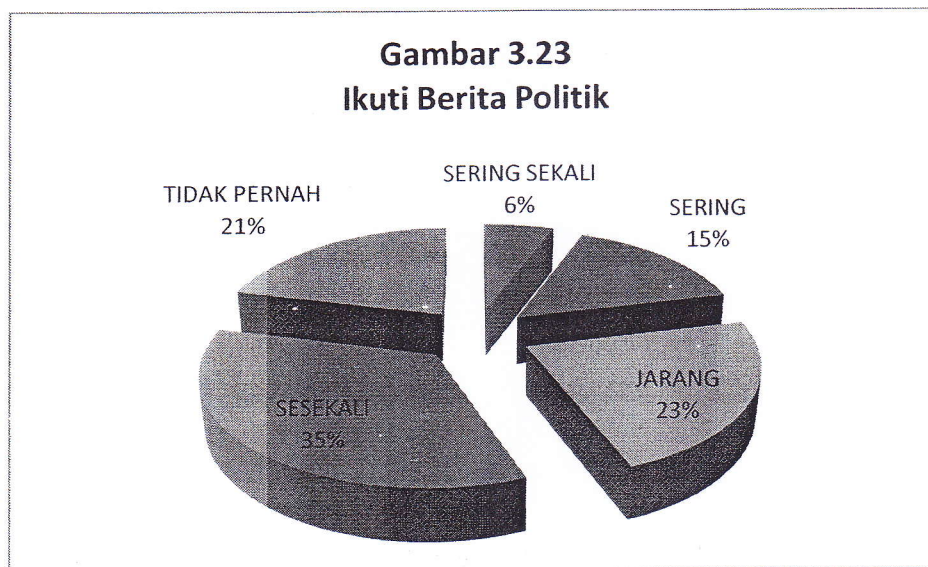 Gambar 3.23
Ikuti Berita Politik
SERING SEKALI
6%
TIDAK PERNAH
21%
SERING
15%
JARANG
23%
SESEKALI
35%